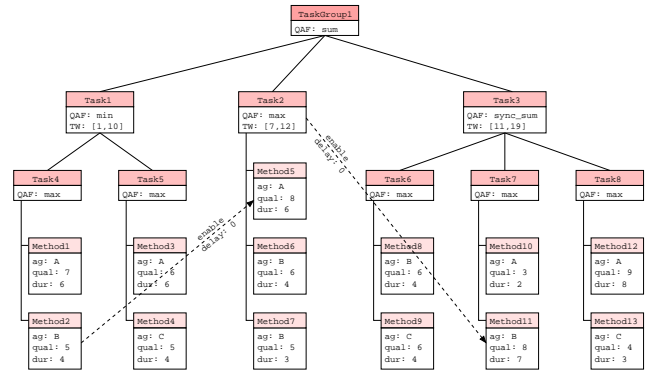 TaskGroup1
QAF: sum
Task1
QAF: min
TW: [1,10]
Task2
QAF: max
TW: [7,12]
Task3
QAF: sync_sum
TW: [11,19]
enable
delay: 0
Task4
QAF: max
Task5
QAF: max
Method5
ag: A
qual: 8
dur: 6
Task6
QAF: max
Task7
QAF: max
Task8
QAF: max
enable
delay: 0
Method1
ag: A
qual: 7
dur: 6
Method3
ag: A
qual: 6
dur: 6
Method6
ag: B
qual: 6
dur: 4
Method8
ag: B
qual: 6
dur: 4
Method10
ag: A
qual: 3
dur: 2
Method12
ag: A
qual: 9
dur: 8
Method2
ag: B
qual: 5
dur: 4
Method4
ag: C
qual: 5
dur: 4
Method7
ag: B
qual: 5
dur: 3
Method9
ag: C
qual: 6
dur: 4
Method11
ag: B
qual: 8
dur: 7
Method13
ag: C
qual: 4
dur: 3